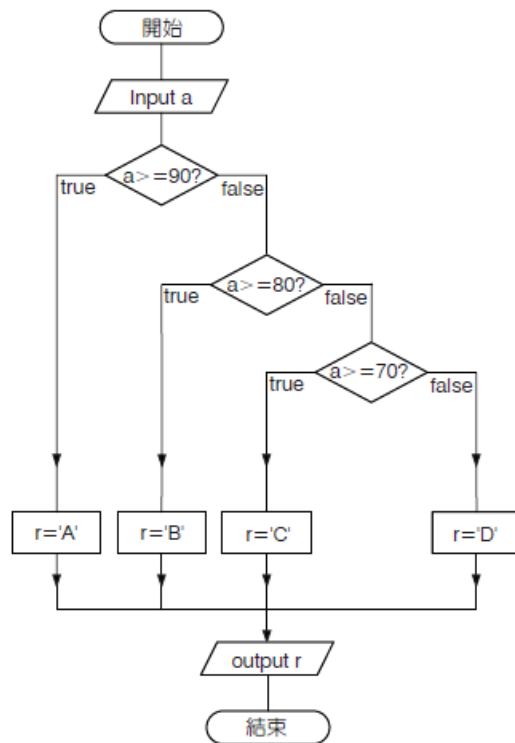 開始
Input a
a>=90?
true
false
a>=80?
true
false
a>=70?
true
false
r='A'
r='B'
r='C'
r='D'
output r
結束